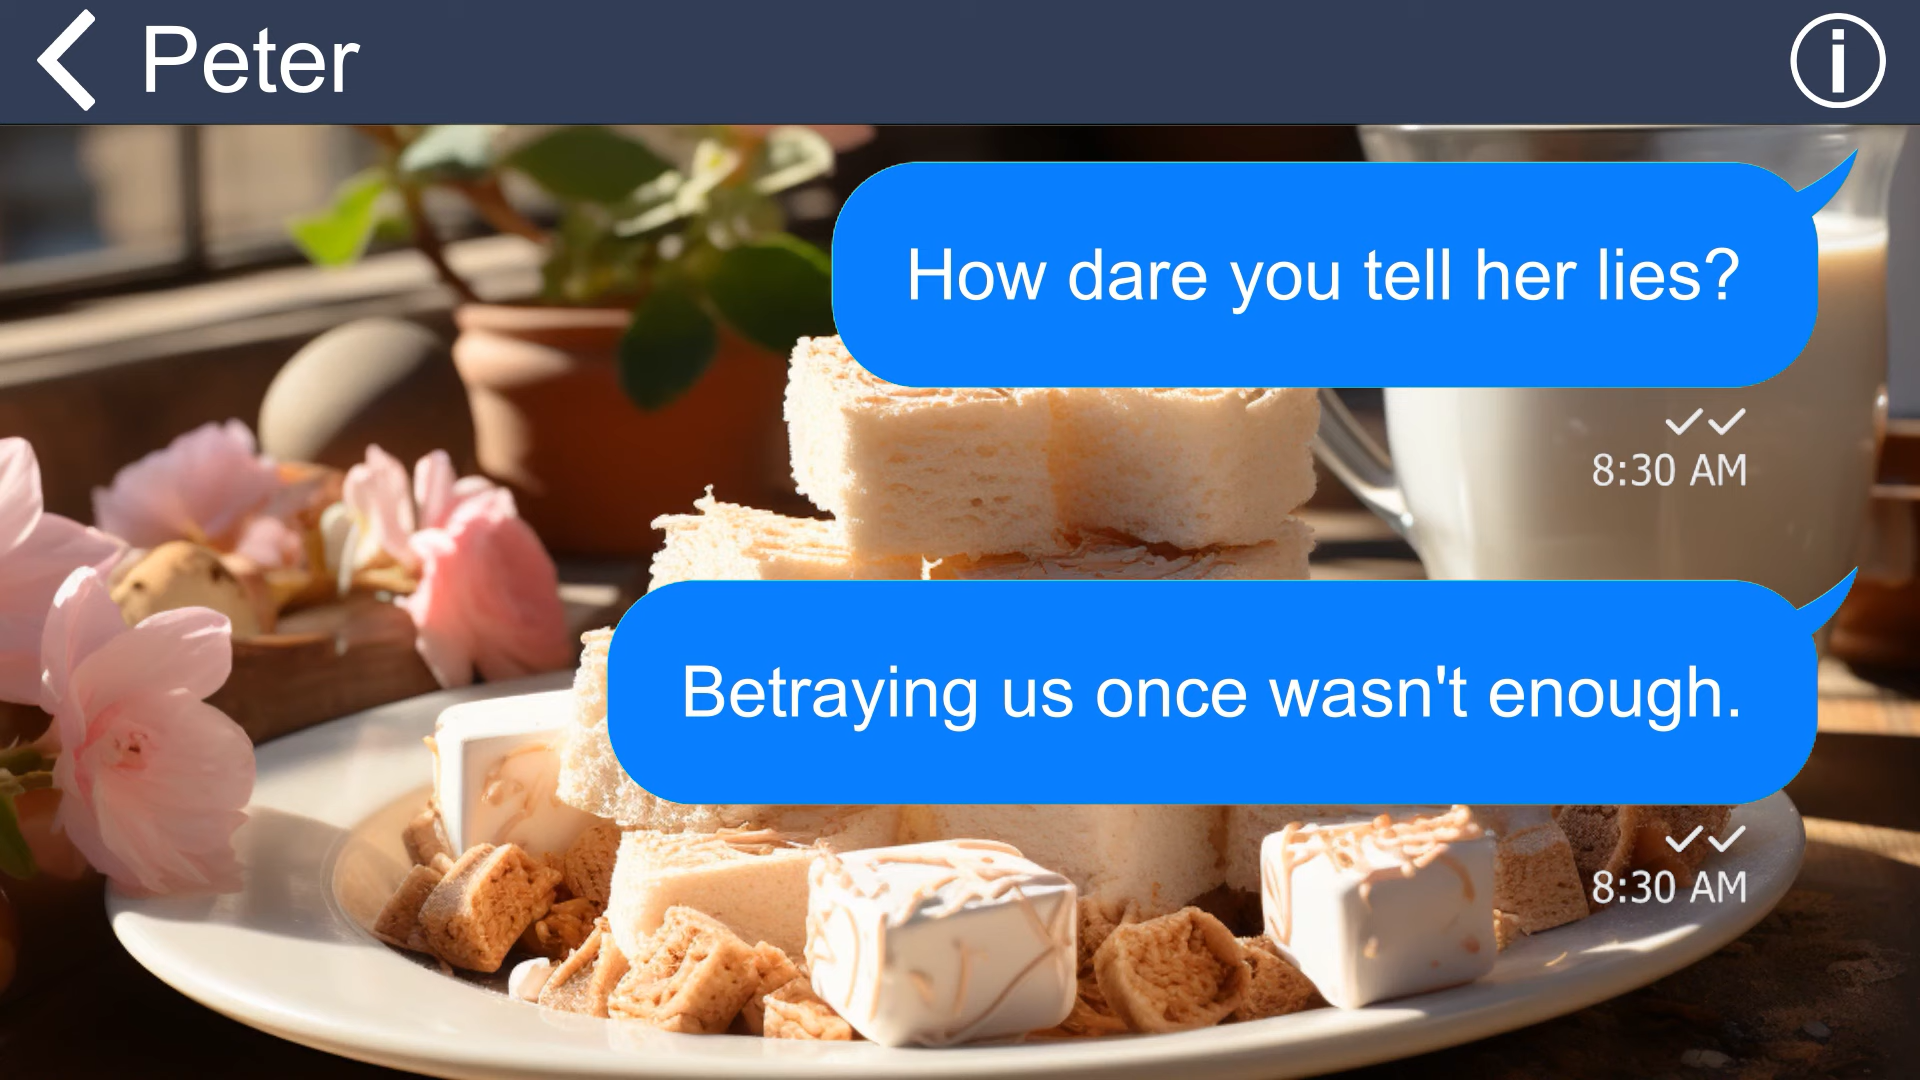 Peter
How dare you tell her lies?
8:30 AM
Betraying us once wasn't enough.
8:30 AM